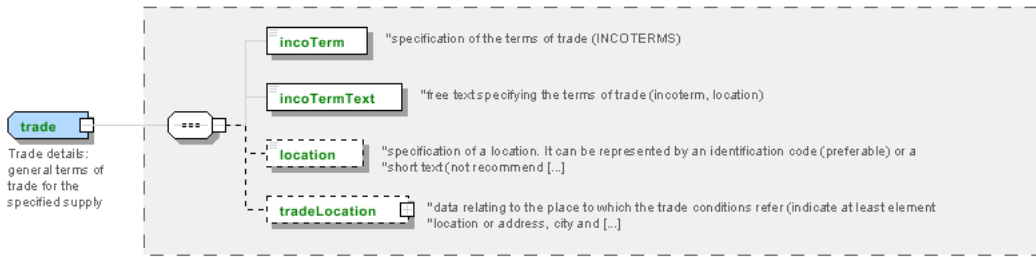 incoTerm
"specification of the terms of trade (INCOTERMS)
incoTermText
"free text specifying the terms of trade (incoterm, location)
trade
Trade details:
general terms of
trade for the
specified supply
location
"specification of a location. It can be represented by an identification code (preferable) or a
"short text (not recommend [...]
tradeLocation
"data relating to the place to which the trade conditions refer (indicate at least element
"location or address, city and [...]